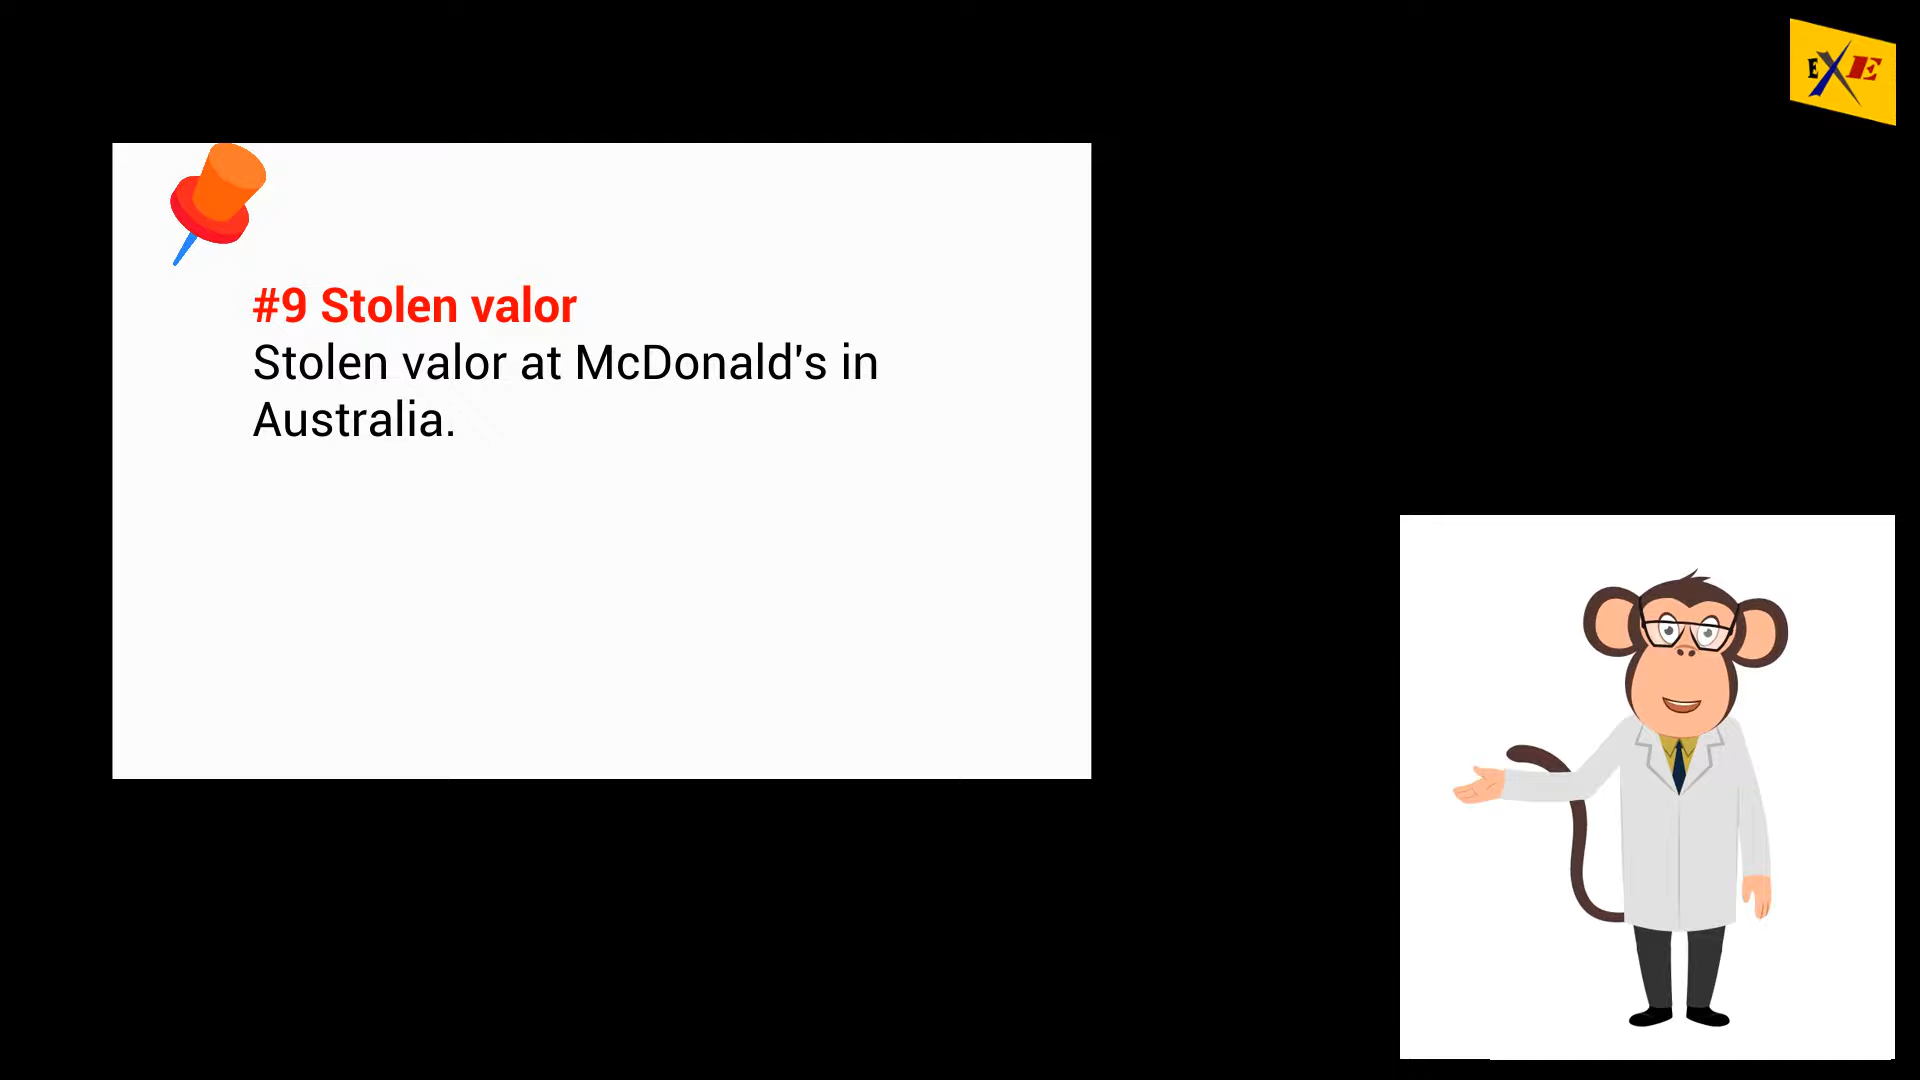 EXE
#9 Stolen valor
Stolen valor at McDonald's in
Australia.